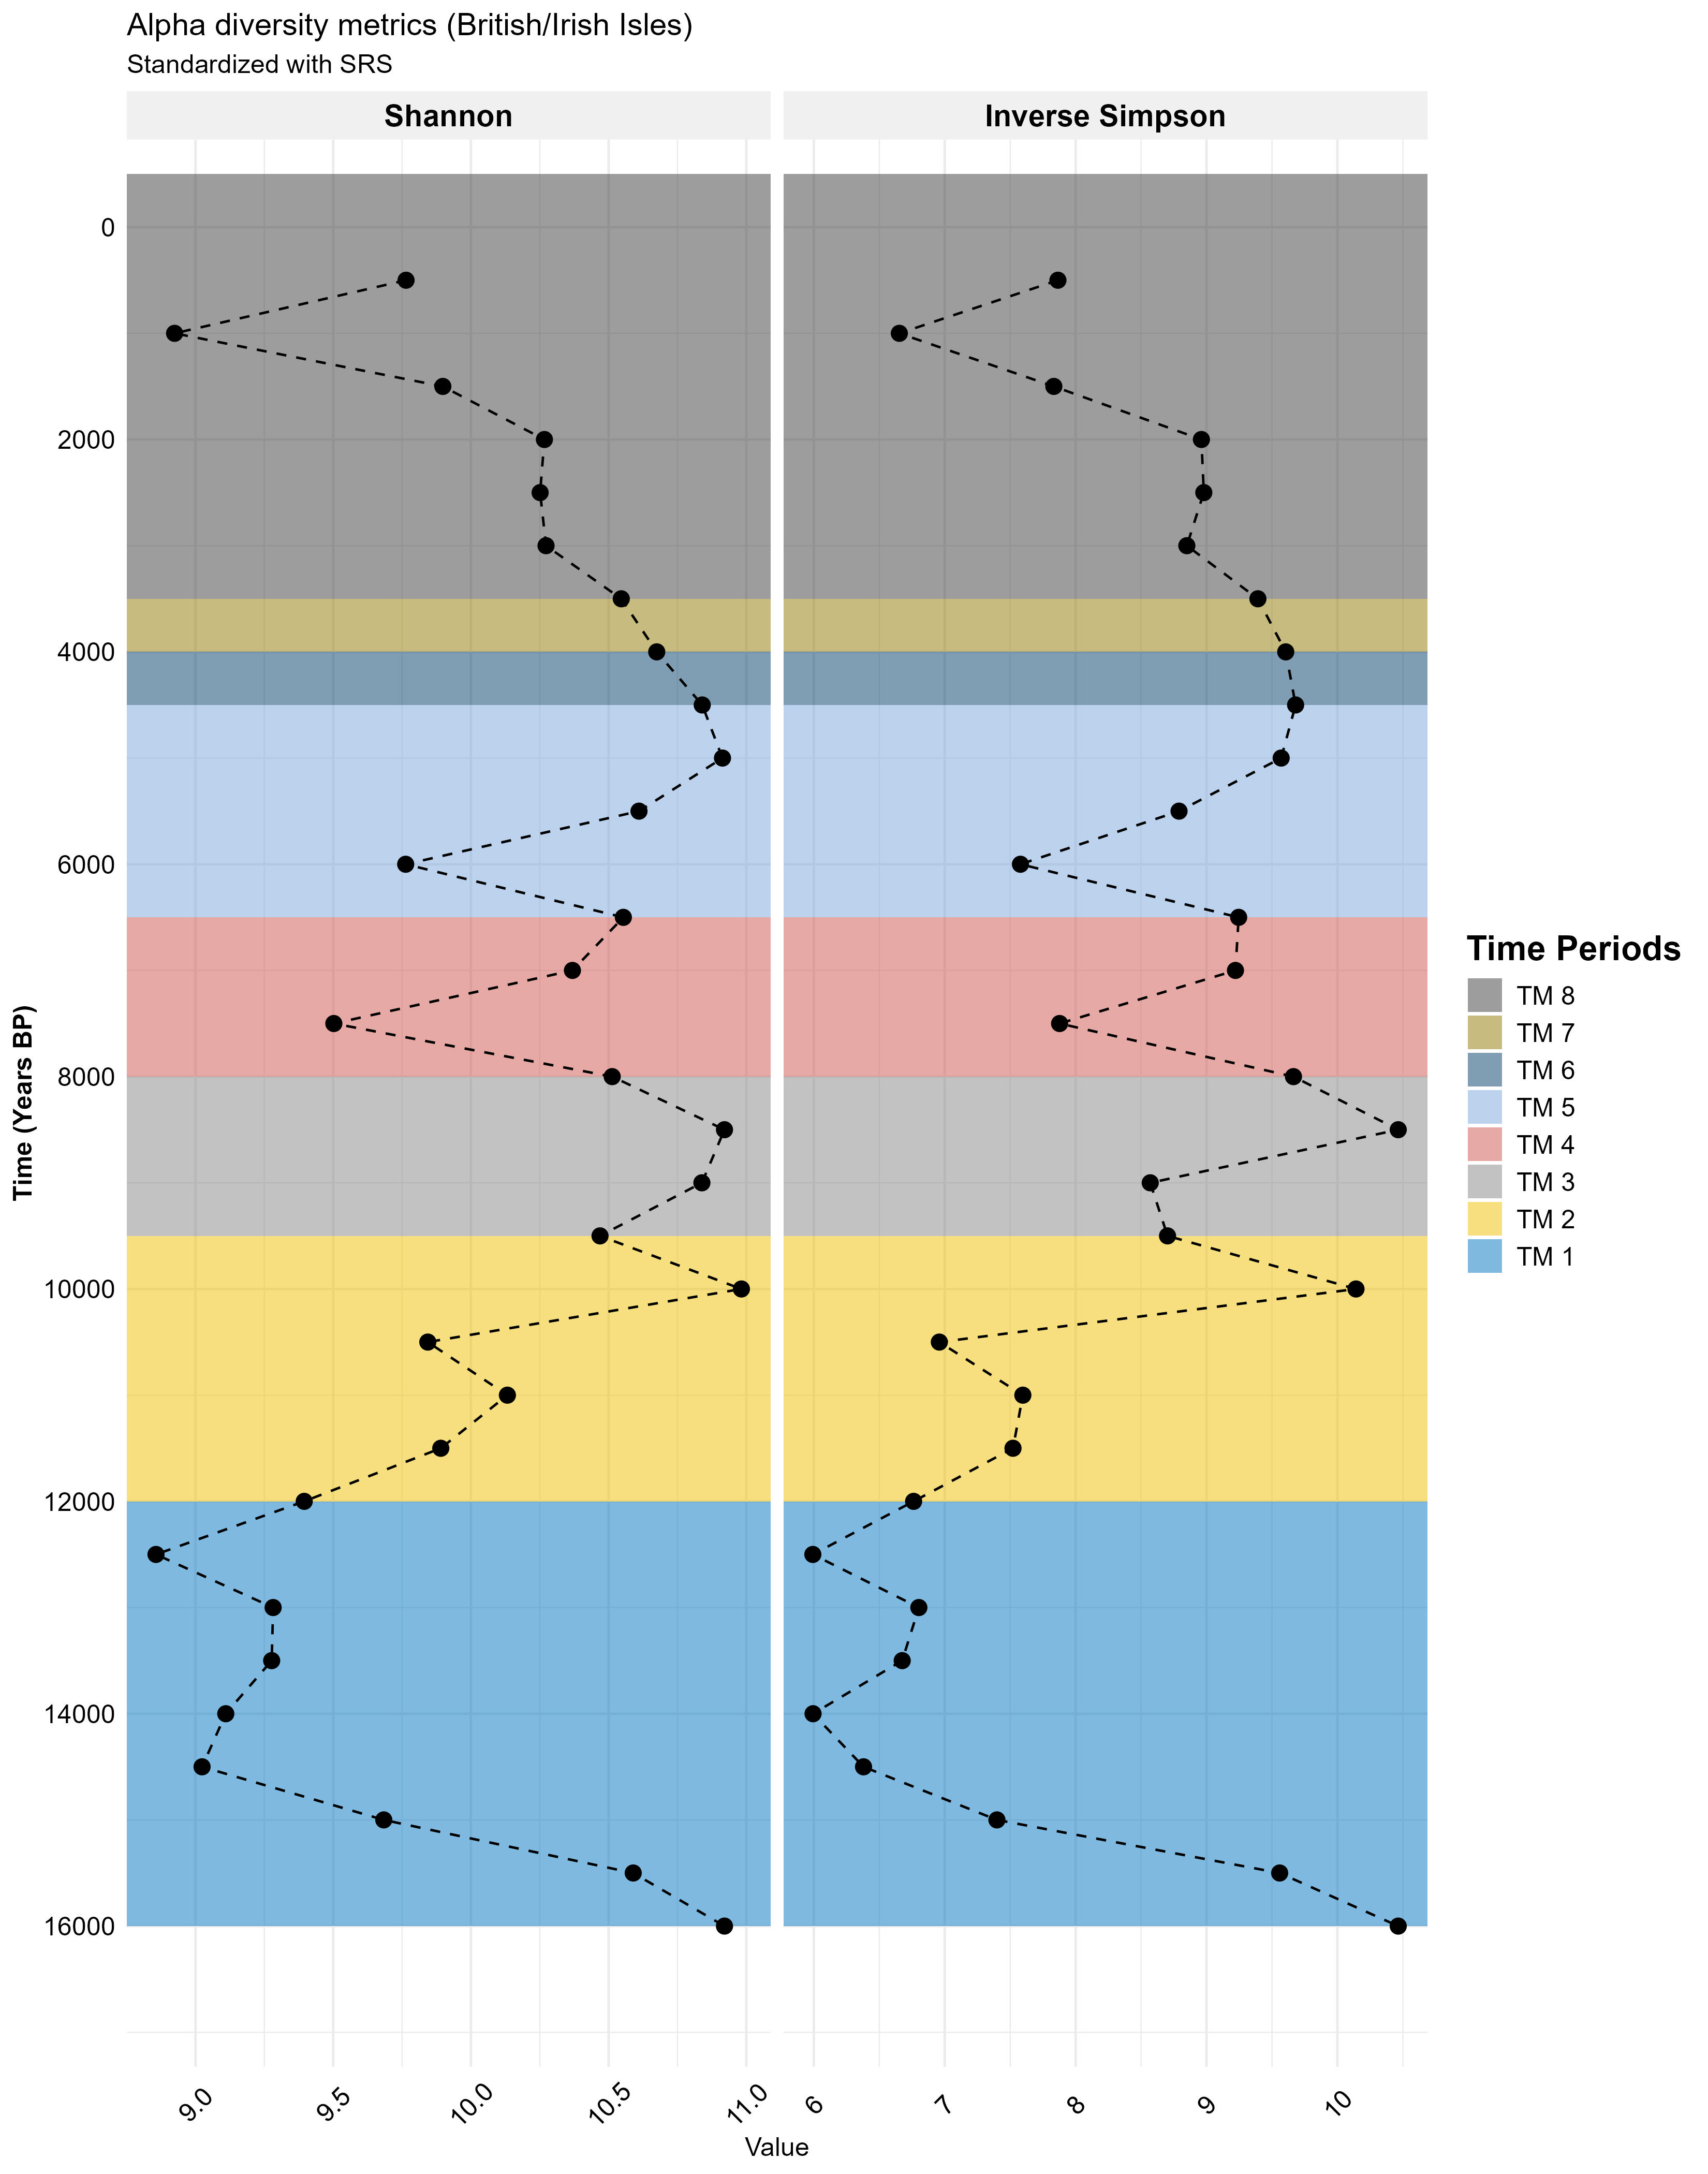 Alpha diversity metrics (British/Irish Isles)
Standardized with SRS
Shannon
Inverse Simpson
0
2000
4000
6000
8000
10000
12000
14000
16000
Time (Years BP)
9.0
9.5
10.0
10.5
11.0
6
7
8
9
10
Value
Time Periods
TM 8
TM 7
TM 6
TM 5
TM 4
TM 3
TM 2
TM 1